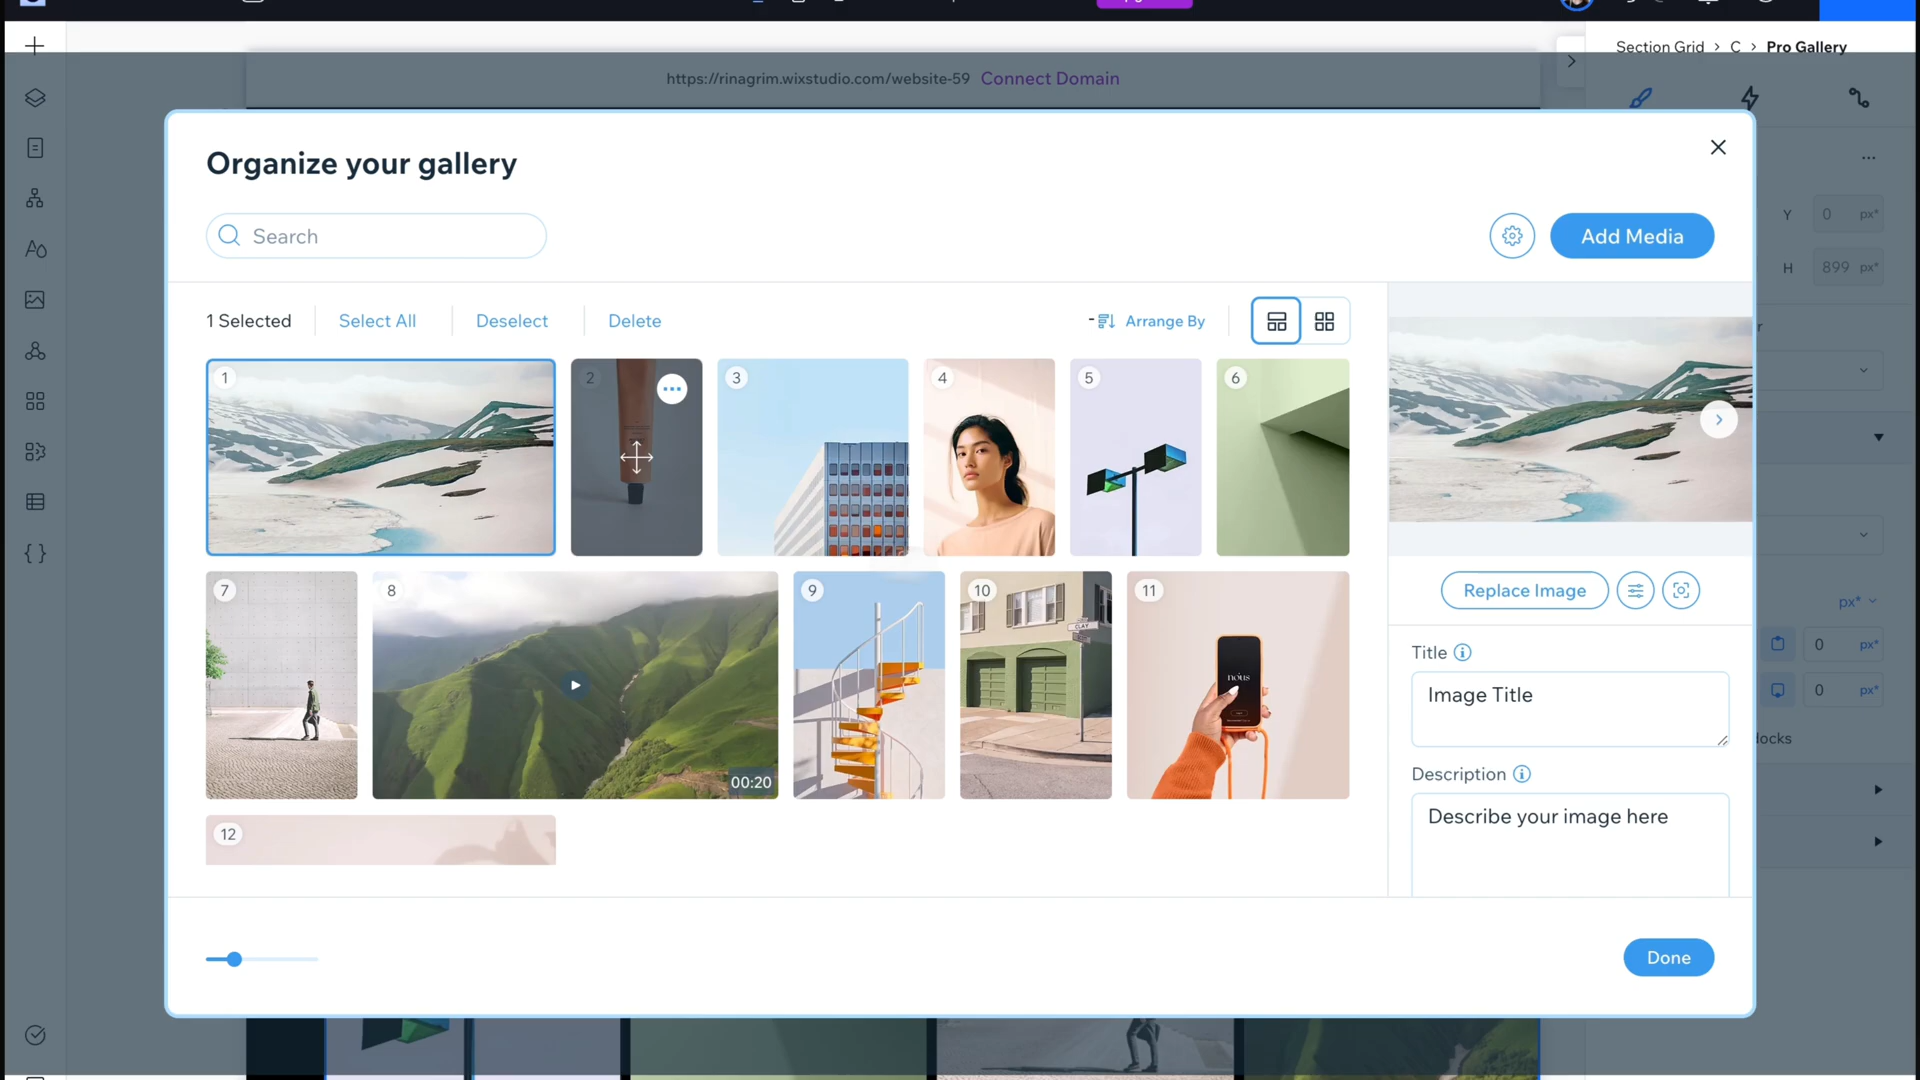 Section Grid > C > Pro Gallery
https://rinagrim.wixstudio.com/website-59 Connect Domain
Organize your gallery
Search
Add Media
Y 0 px*
H 899 px*
1 Selected
Select All
Deselect
Delete
Arrange By
1
2
3
4
5
6
7
8
00:20
9
10
CLAY
11
nóus
12
Replace Image
Title
Image Title
Description
Describe your image here
px*
0 px*
0 px*
locks
Done